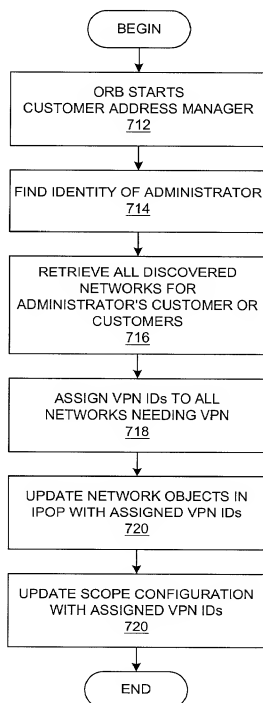 BEGIN
ORB STARTS
CUSTOMER ADDRESS MANAGER
712
FIND IDENTITY OF ADMINISTRATOR
714
RETRIEVE ALL DISCOVERED
NETWORKS FOR
ADMINISTRATOR'S CUSTOMER OR
CUSTOMERS
716
ASSIGN VPN IDs TO ALL
NETWORKS NEEDING VPN
718
UPDATE NETWORK OBJECTS IN
IPOP WITH ASSIGNED VPN IDs
720
UPDATE SCOPE CONFIGURATION
WITH ASSIGNED VPN IDs
720
END